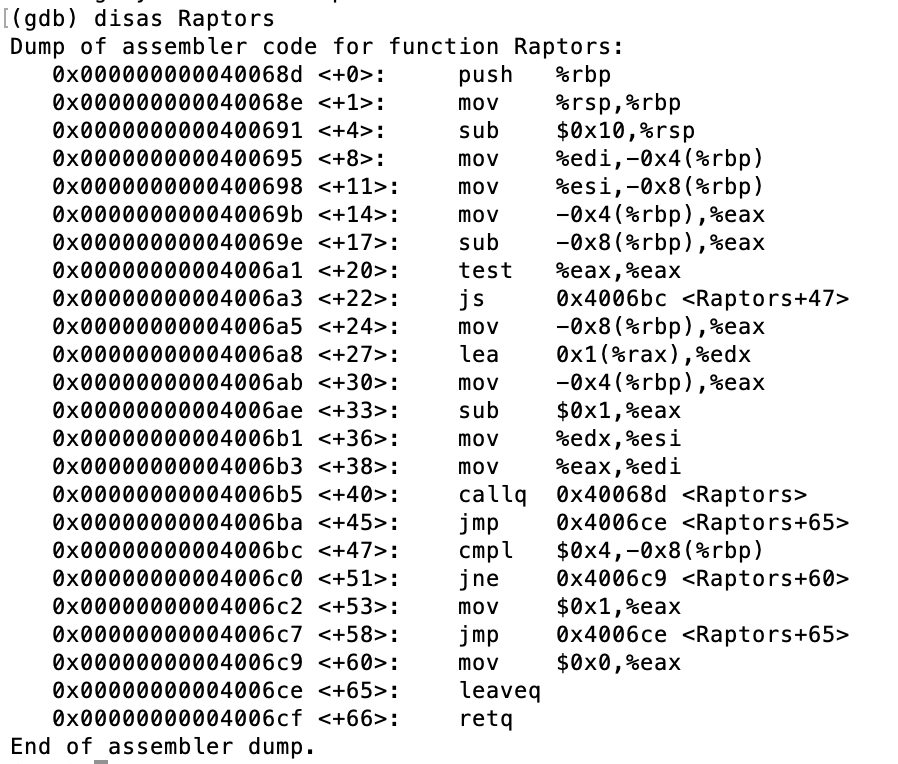 (gdb) disas Raptors
Dump of assembler code for function Raptors:
0x000000000040068d <+0>: push %rbp
0x000000000040068e <+1>: mov %rsp,%rbp
0x0000000000400691 <+4>: sub $0x10,%rsp
0x0000000000400695 <+8>: mov %edi,-0x4(%rbp)
0x0000000000400698 <+11>: mov %esi,-0x8(%rbp)
0x000000000040069b <+14>: mov -0x4(%rbp),%eax
0x000000000040069e <+17>: sub -0x8(%rbp),%eax
0x00000000004006a1 <+20>: test %eax,%eax
0x00000000004006a3 <+22>: js 0x4006bc <Raptors+47>
0x00000000004006a5 <+24>: mov -0x8(%rbp),%eax
0x00000000004006a8 <+27>: lea 0x1(%rax),%edx
0x00000000004006ab <+30>: mov -0x4(%rbp),%eax
0x00000000004006ae <+33>: sub $0x1,%eax
0x00000000004006b1 <+36>: mov %edx,%esi
0x00000000004006b3 <+38>: mov %eax,%edi
0x00000000004006b5 <+40>: callq 0x40068d <Raptors>
0x00000000004006ba <+45>: jmp 0x4006ce <Raptors+65>
0x00000000004006bc <+47>: cmpl $0x4,-0x8(%rbp)
0x00000000004006c0 <+51>: jne 0x4006c9 <Raptors+60>
0x00000000004006c2 <+53>: mov $0x1,%eax
0x00000000004006c7 <+58>: jmp 0x4006ce <Raptors+65>
0x00000000004006c9 <+60>: mov $0x0,%eax
0x00000000004006ce <+65>: leaveq
0x00000000004006cf <+66>: retq
End of assembler dump.